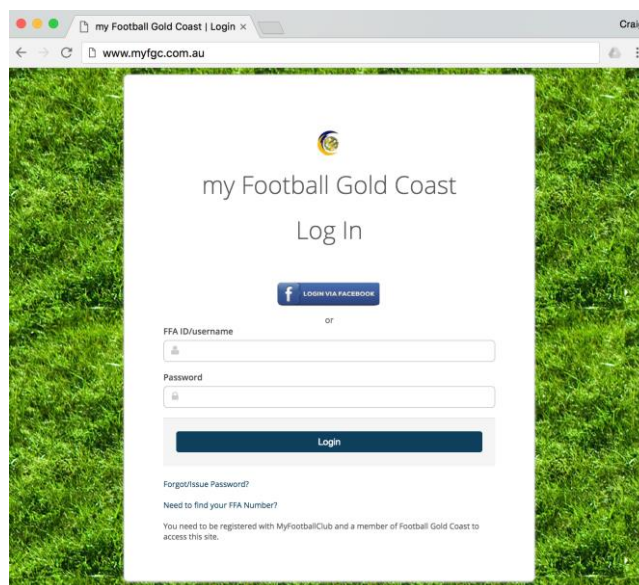 my Football Gold Coast | Login ×
Craig
www.myfgc.com.au
my Football Gold Coast
Log In
f LOGIN VIA FACEBOOK
or
FFA ID/username
Password
Login
Forgot/Issue Password?
Need to find your FFA Number?
You need to be registered with MyFootballClub and a member of Football Gold Coast to
access this site.